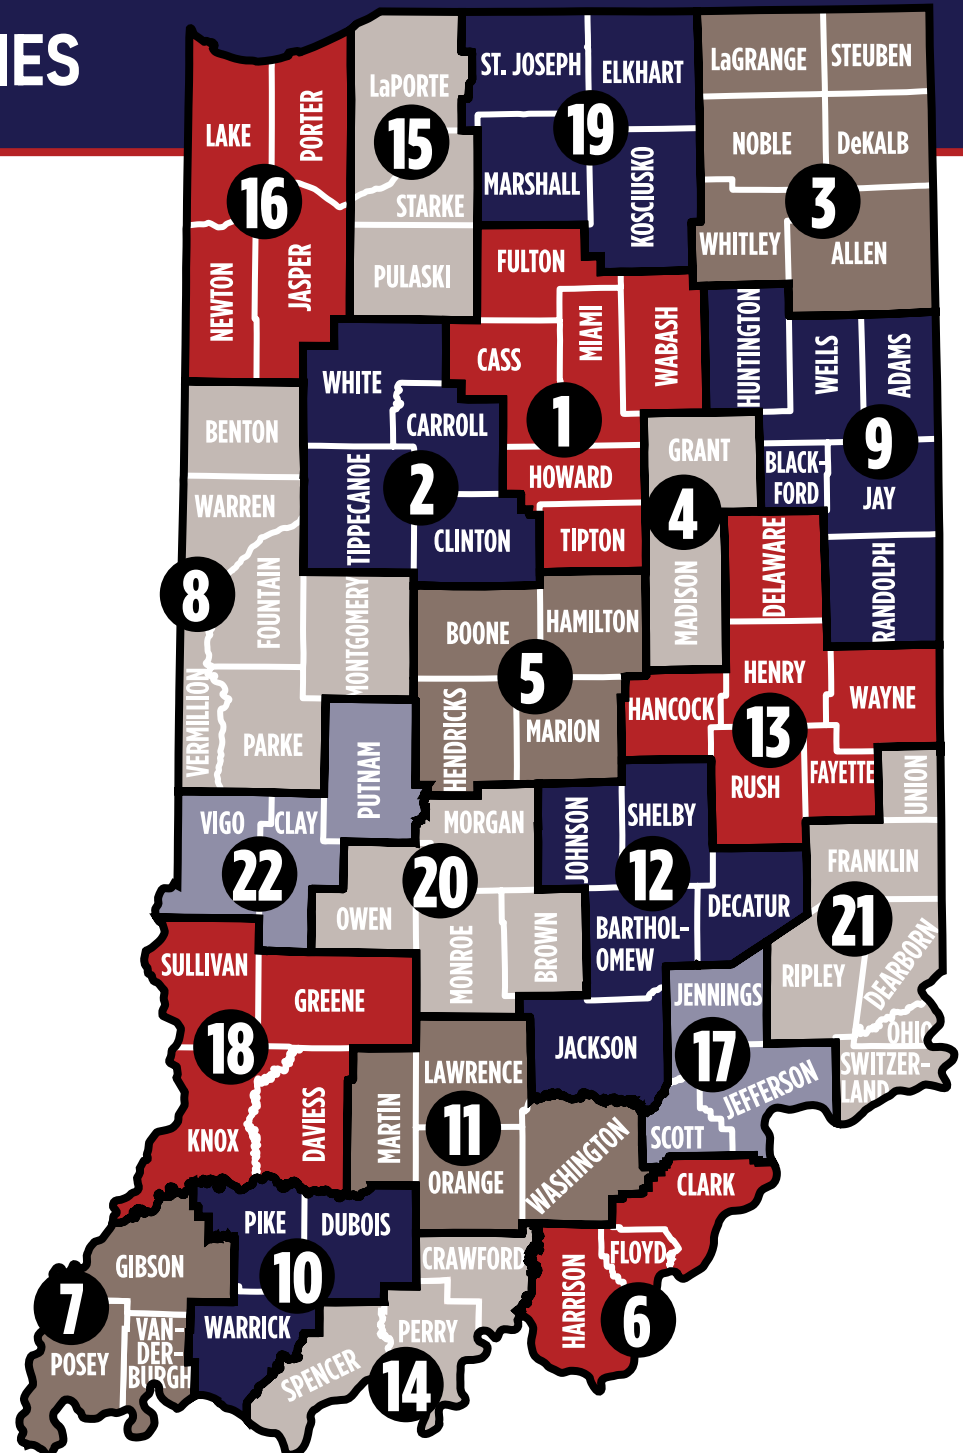 IES
ST. JOSEPH
ELKHART
LaGRANGE
STEUBEN
LaPORTE
LAKE
PORTER
15
19
NOBLE
DeKALB
MARSHALL
KOSCIUSKO
16
STARKE
3
WHITLEY
ALLEN
FULTON
PULASKI
NEWTON
JASPER
MIAMI
WABASH
HUNTINGTON
WELLS
ADAMS
CASS
WHITE
1
CARROLL
BENTON
GRANT
9
HOWARD
BLACK-
FORD
2
JAY
WARREN
TIPPECANOE
4
CLINTON
TIPTON
DELAWARE
8
FOUNTAIN
MONTGOMERY
MADISON
RANDOLPH
BOONE
HAMILTON
5
HENRY
WAYNE
HANCOCK
13
VERMILLION
PARKE
HENDRICKS
MARION
RUSH
FAYETTE
UNION
PUTNAM
VIGO
CLAY
MORGAN
JOHNSON
SHELBY
22
20
12
FRANKLIN
OWEN
MONROE
BROWN
BARTHOL-
OMEW
DECATUR
21
SULLIVAN
GREENE
JENNINGS
RIPLEY
DEARBORN
18
JACKSON
17
OHIO
SWITZER-
LAND
LAWRENCE
JEFFERSON
KNOX
DAVIESS
MARTIN
11
SCOTT
ORANGE
WASHINGTON
CLARK
PIKE
DUBOIS
GIBSON
10
CRAWFORD
FLOYD
HARRISON
7
WARRICK
PERRY
6
POSEY
VAN-
DER-
BURGH
SPENCER
14